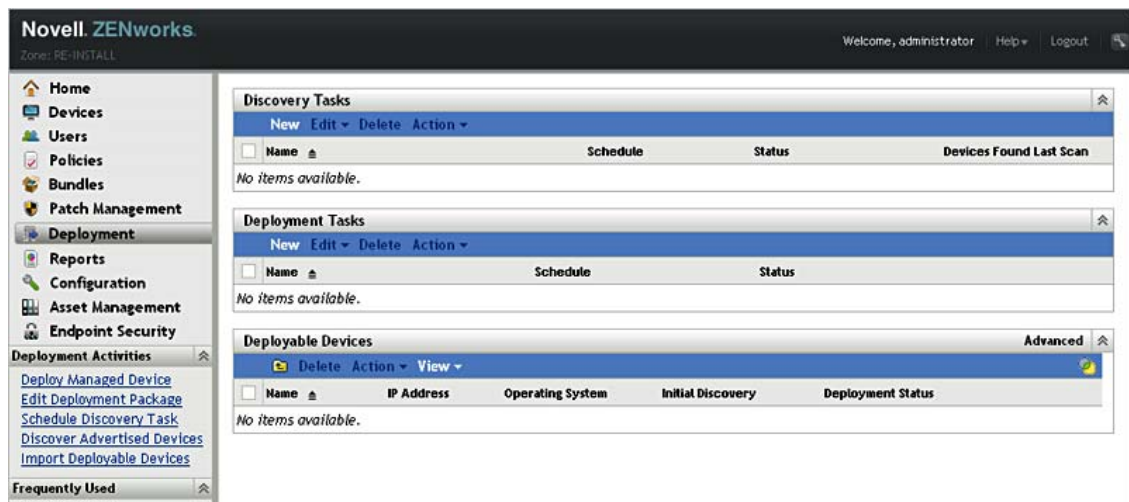 Novell. ZENworks.
Zone: RE-INSTALL
Welcome, administrator Help Logout
Home
Devices
Users
Policies
Bundles
Patch Management
Deployment
Reports
Configuration
Asset Management
Endpoint Security
Deployment Activities
Deploy Managed Device
Edit Deployment Package
Schedule Discovery Task
Discover Advertised Devices
Import Deployable Devices
Frequently Used
Discovery Tasks
New Edit Delete Action
Name Schedule Status Devices Found Last Scan
No items available.
Deployment Tasks
New Edit Delete Action
Name Schedule Status
No items available.
Deployable Devices Advanced
Delete Action View
Name IP Address Operating System Initial Discovery Deployment Status
No items available.